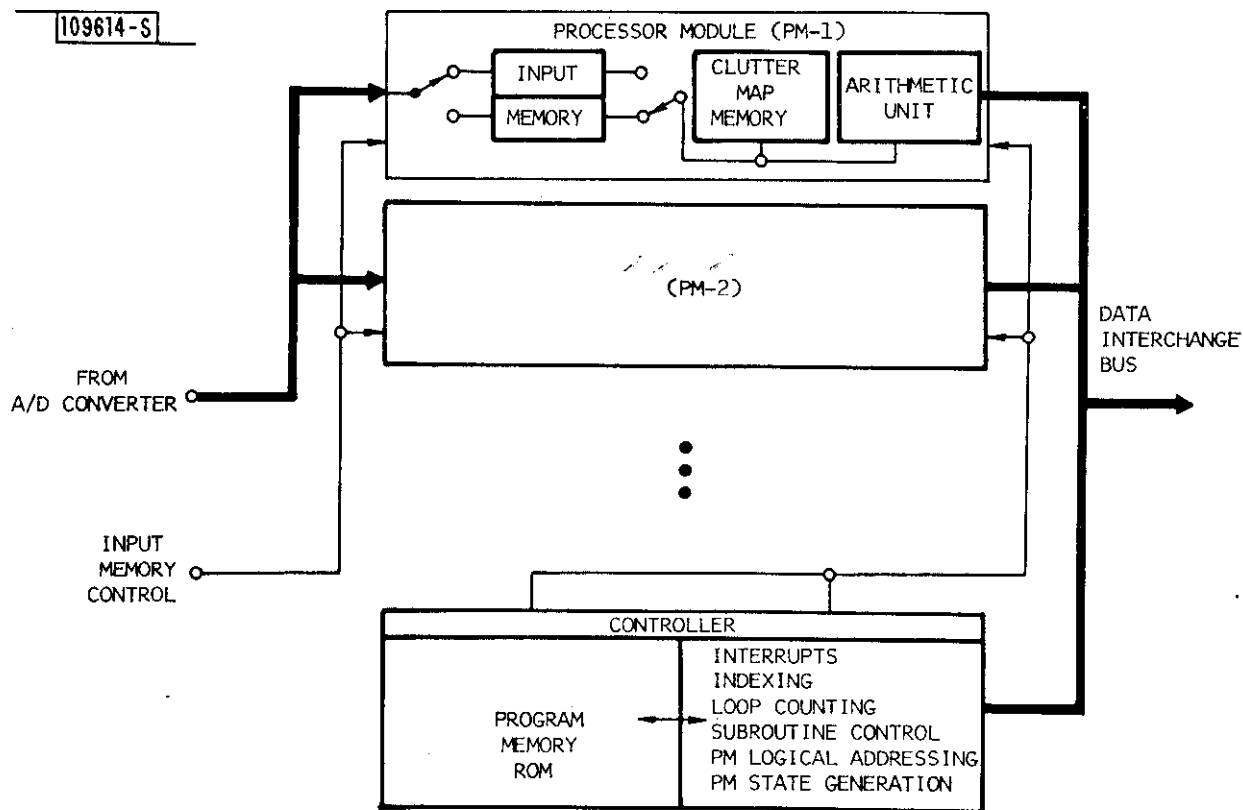 109614-S
PROCESSOR MODULE (PM-1)
INPUT
MEMORY
CLUTTER
MAP
MEMORY
ARITHMETIC
UNIT
(PM-2)
DATA
INTERCHANGE
BUS
FROM
A/D CONVERTER
INPUT
MEMORY
CONTROL
CONTROLLER
PROGRAM
MEMORY
ROM
INTERRUPTS
INDEXING
LOOP COUNTING
SUBROUTINE CONTROL
PM LOGICAL ADDRESSING
PM STATE GENERATION